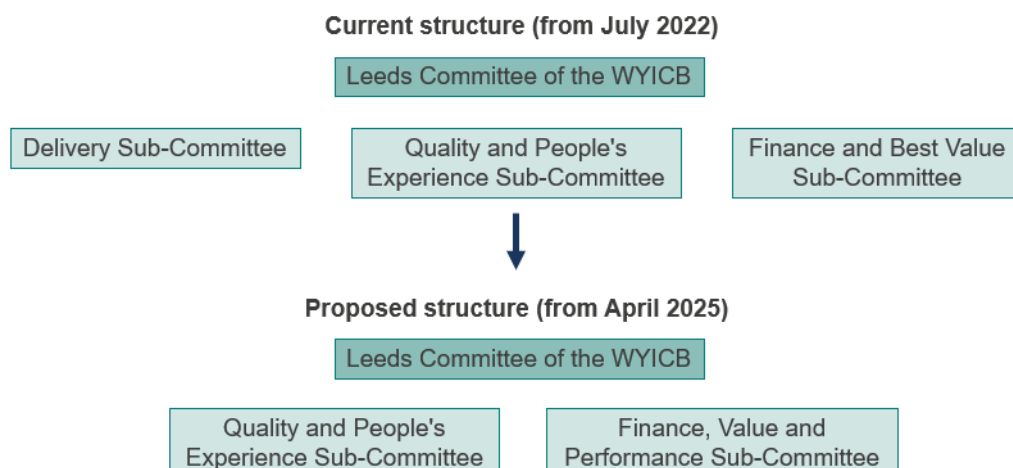 Current structure (from July 2022)
Leeds Committee of the WYICB
Delivery Sub-Committee
Quality and People's
Experience Sub-Committee
Finance and Best Value
Sub-Committee
Proposed structure (from April 2025)
Leeds Committee of the WYICB
Quality and People's
Experience Sub-Committee
Finance, Value and
Performance Sub-Committee